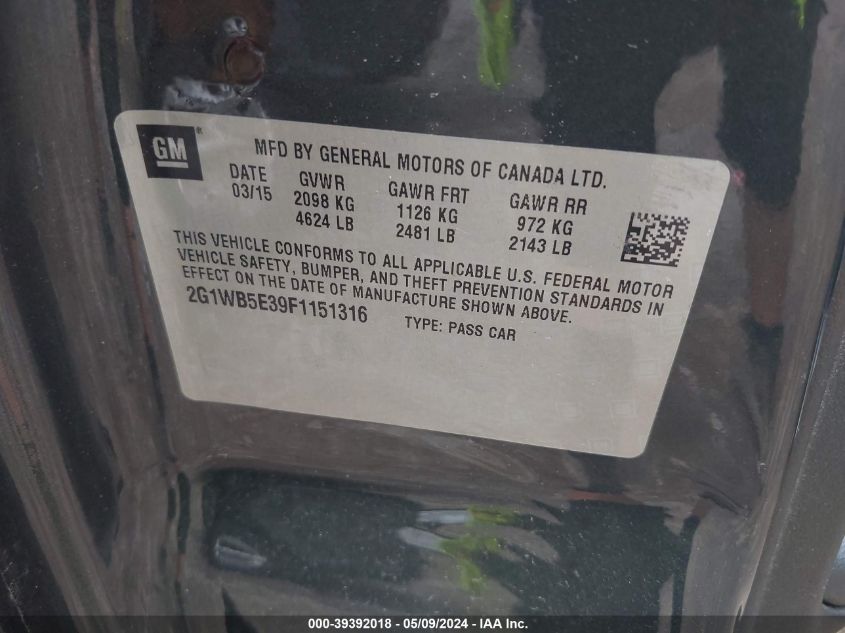 GM®
MFD BY GENERAL MOTORS OF CANADA LTD.
DATE GVWR GAWR FRT GAWR RR
03/15 2098 KG 1126 KG 972 KG
4624 LB 2481 LB 2143 LB
THIS VEHICLE CONFORMS TO ALL APPLICABLE U.S. FEDERAL MOTOR
VEHICLE SAFETY, BUMPER, AND THEFT PREVENTION STANDARDS IN
EFFECT ON THE DATE OF MANUFACTURE SHOWN ABOVE.
2G1WB5E39F1151316 TYPE: PASS CAR
000-39392018 - 05/09/2024 - IAA Inc.